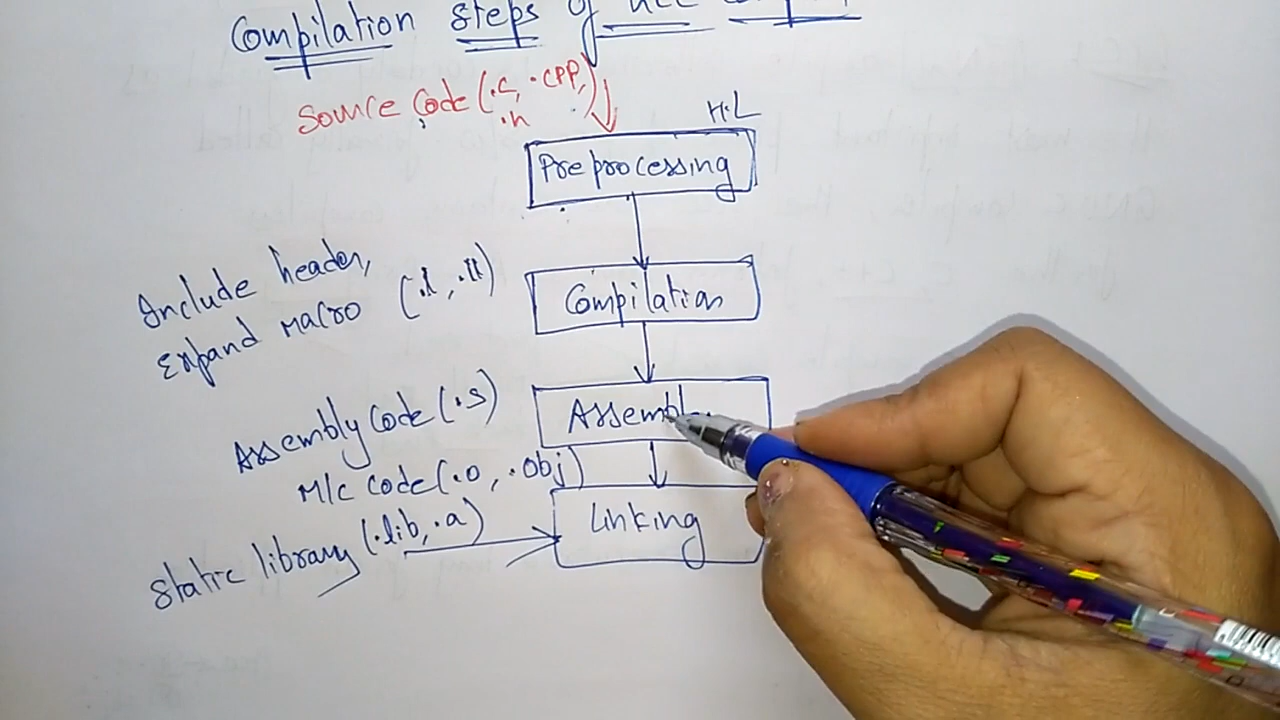 Compilation steps of
Source Code (.c, .cpp,
.h )
H.L
Preprocessing
Include header,
expand macro (.i, .ii)
Compilation
Assembly code (.s)
Assembl
M/c code (.o, .obj)
Static library (.lib, .a)
Linking